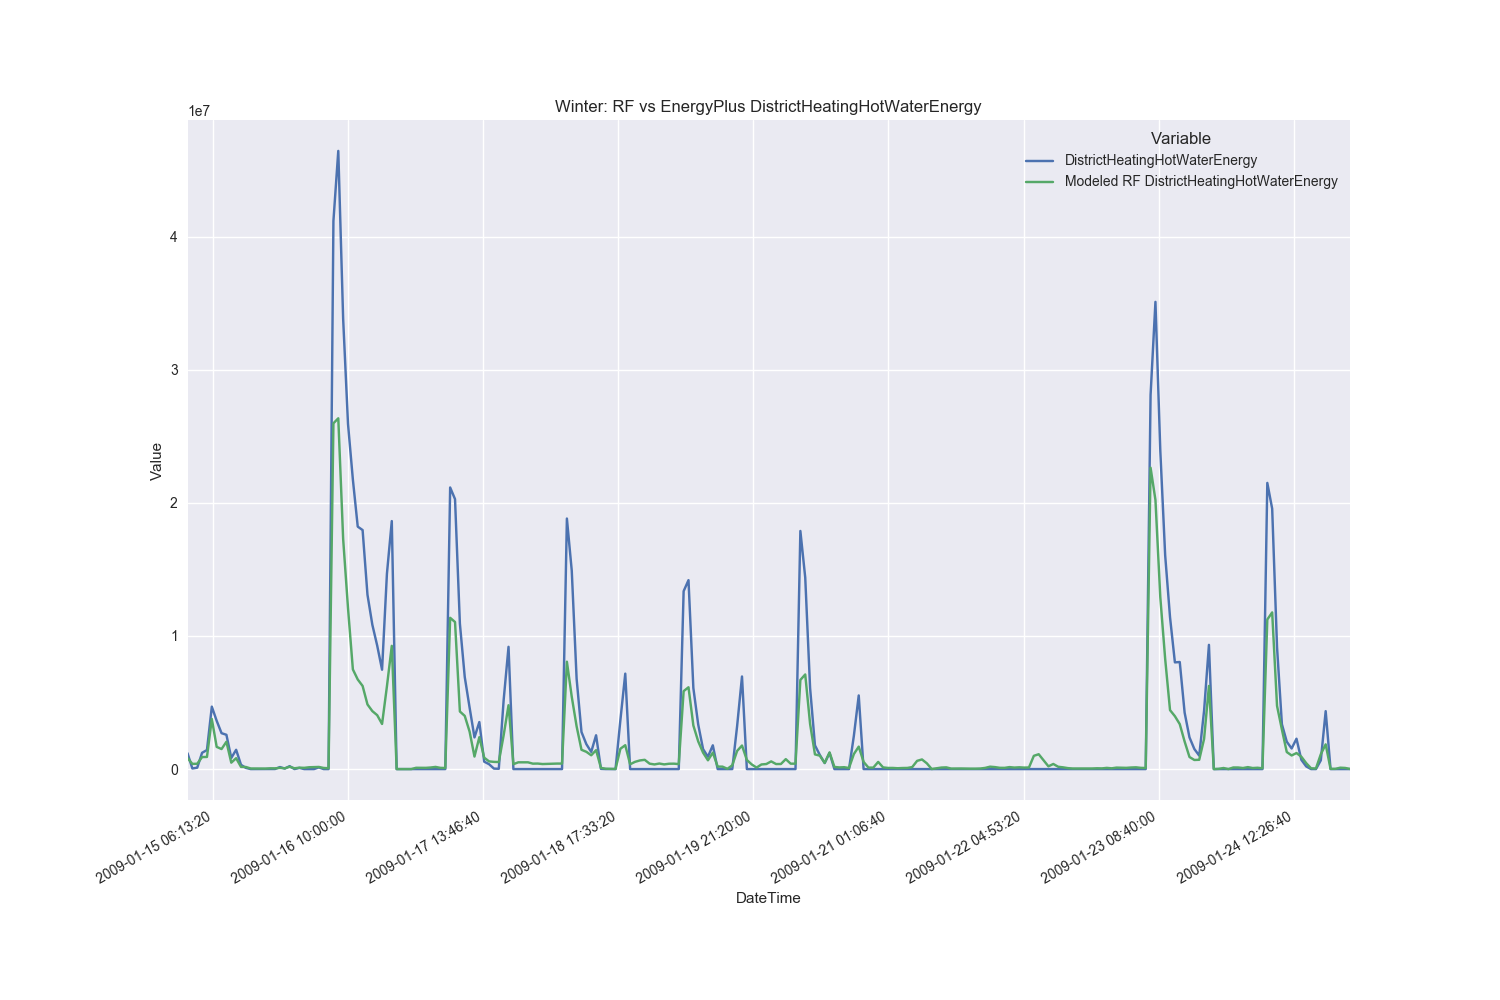 Winter: RF vs EnergyPlus DistrictHeatingHotWaterEnergy
1e7
Variable
DistrictHeatingHotWaterEnergy
Modeled RF DistrictHeatingHotWaterEnergy
4
3
2
1
0
Value
2009-01-15 06:13:20
2009-01-16 10:00:00
2009-01-17 13:46:40
2009-01-18 17:33:20
2009-01-19 21:20:00
2009-01-21 01:06:40
2009-01-22 04:53:20
2009-01-23 08:40:00
2009-01-24 12:26:40
DateTime